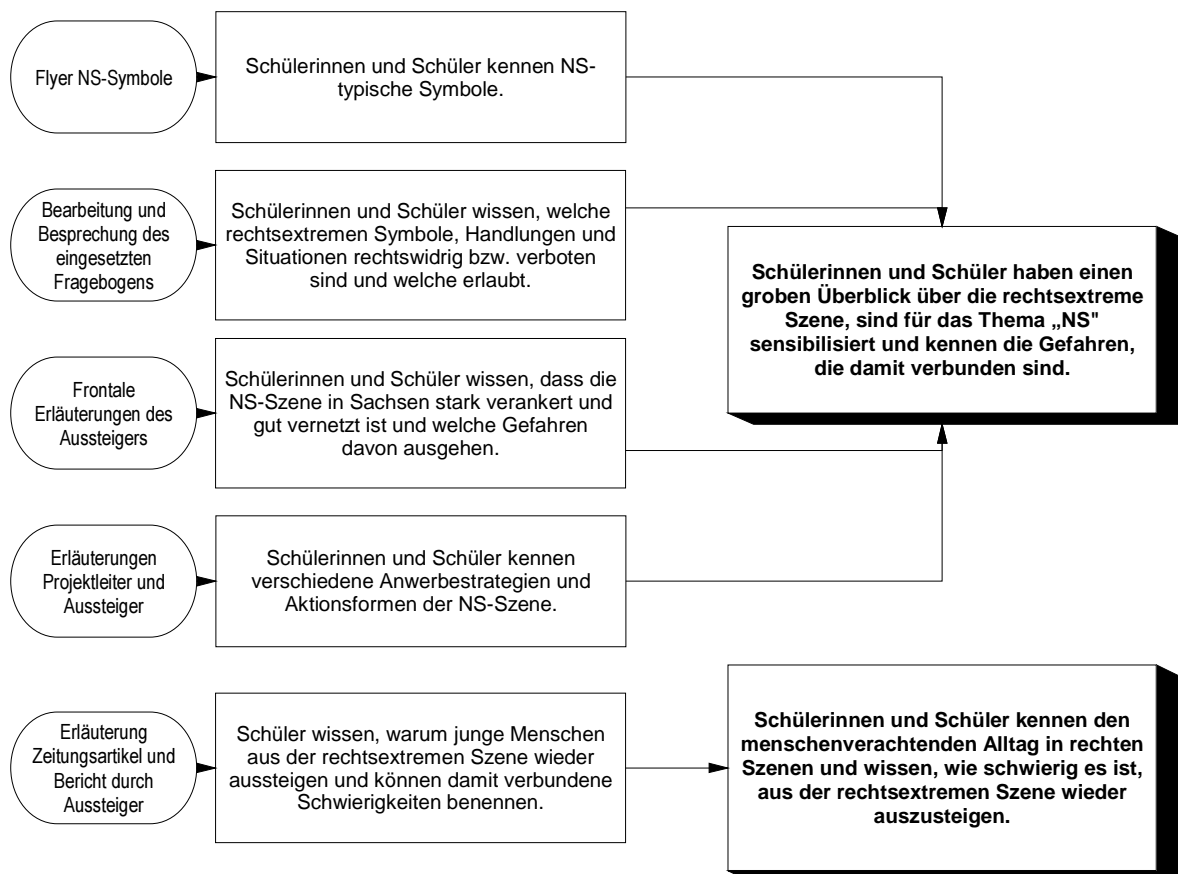 Flyer NS-Symbole
Schülerinnen und Schüler kennen NS-
typische Symbole.
Bearbeitung und
Besprechung des
eingesetzten
Fragebogens
Schülerinnen und Schüler wissen, welche
rechtsextremen Symbole, Handlungen und
Situationen rechtswidrig bzw. verboten
sind und welche erlaubt.
Schülerinnen und Schüler haben einen
groben Überblick über die rechtsextreme
Szene, sind für das Thema „NS"
sensibilisiert und kennen die Gefahren,
die damit verbunden sind.
Frontale
Erläuterungen des
Aussteigers
Schülerinnen und Schüler wissen, dass die
NS-Szene in Sachsen stark verankert und
gut vernetzt ist und welche Gefahren
davon ausgehen.
Erläuterungen
Projektleiter und
Aussteiger
Schülerinnen und Schüler kennen
verschiedene Anwerbestrategien und
Aktionsformen der NS-Szene.
Erläuterung
Zeitungsartikel und
Bericht durch
Aussteiger
Schüler wissen, warum junge Menschen
aus der rechtsextremen Szene wieder
aussteigen und können damit verbundene
Schwierigkeiten benennen.
Schülerinnen und Schüler kennen den
menschenverachtenden Alltag in rechten
Szenen und wissen, wie schwierig es ist,
aus der rechtsextremen Szene wieder
auszusteigen.